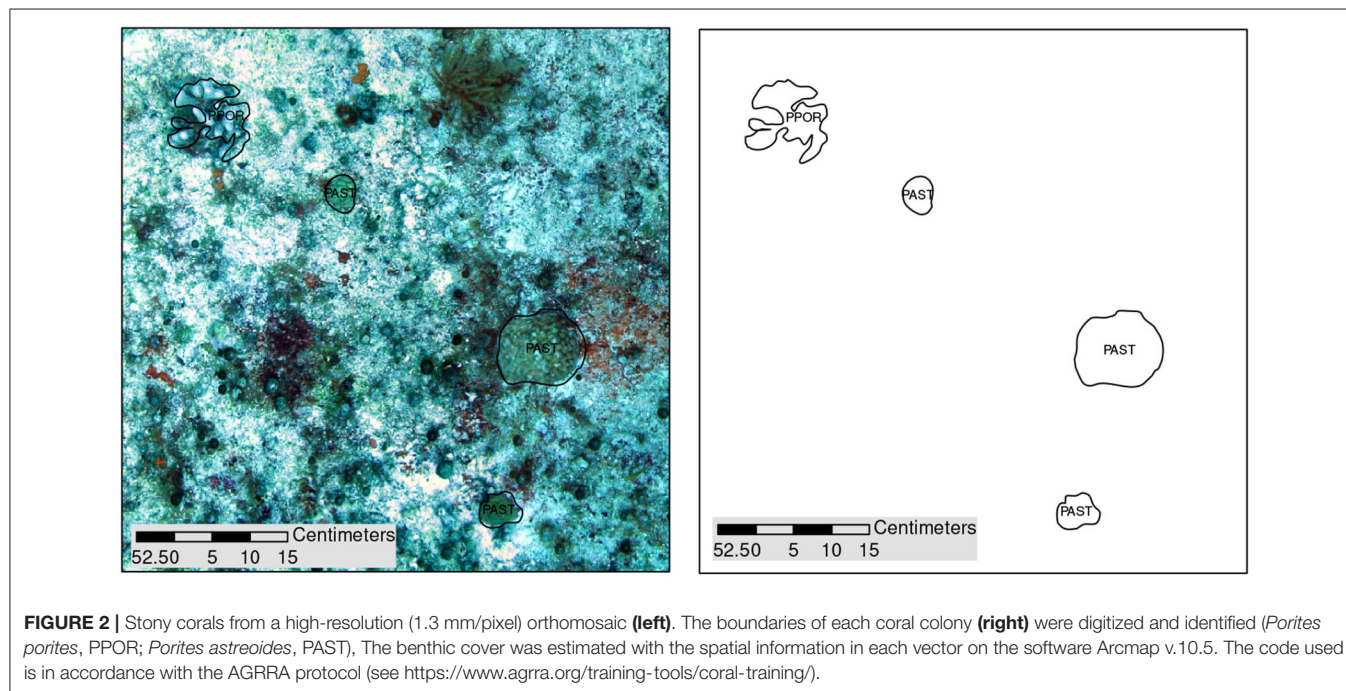 PPOR
PAST
PAST
PAST
Centimeters
52.50 5 10 15
PPOR
PAST
PAST
PAST
Centimeters
52.50 5 10 15
FIGURE 2 | Stony corals from a high-resolution (1.3 mm/pixel) orthomosaic (left). The boundaries of each coral colony (right) were digitized and identified (Porites
porites, PPOR; Porites astreoides, PAST), The benthic cover was estimated with the spatial information in each vector on the software Arcmap v.10.5. The code used
is in accordance with the AGRRA protocol (see https://www.agrra.org/training-tools/coral-training/).